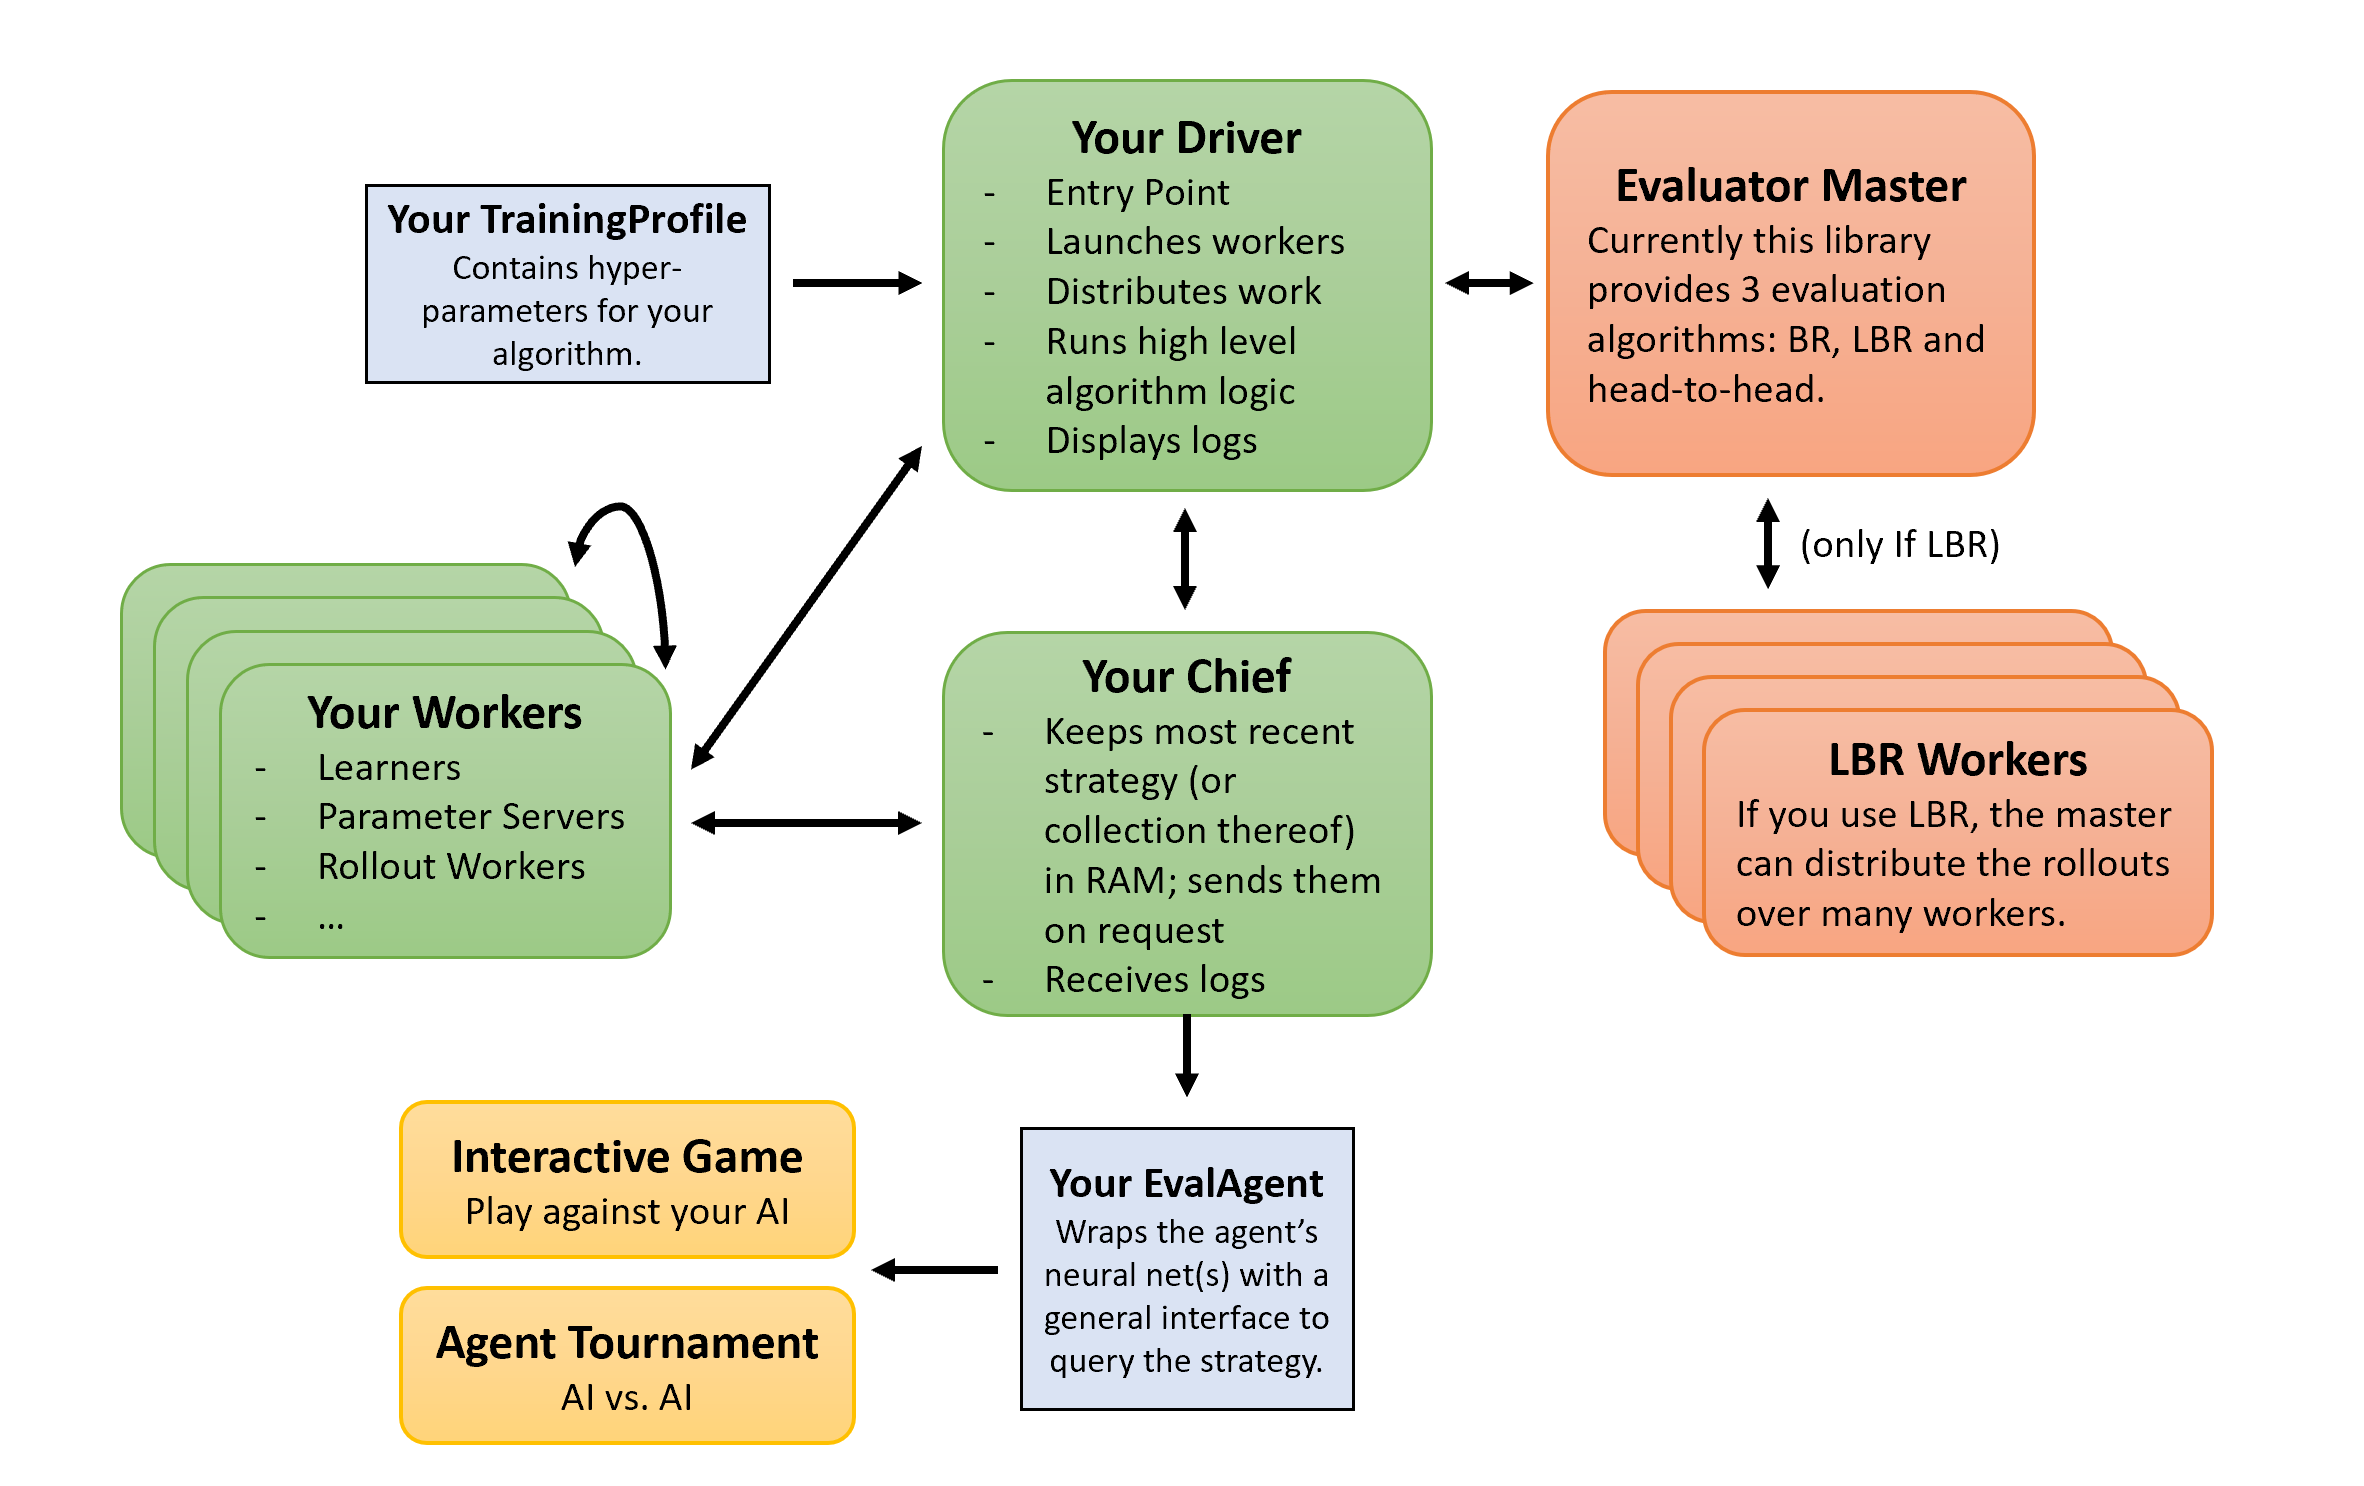 Your TrainingProfile
Contains hyper-
parameters for your
algorithm.
Your Driver
- Entry Point
- Launches workers
- Distributes work
- Runs high level
algorithm logic
- Displays logs
Evaluator Master
Currently this library
provides 3 evaluation
algorithms: BR, LBR and
head-to-head.
(only If LBR)
Your Workers
- Learners
- Parameter Servers
- Rollout Workers
- ...
Your Chief
- Keeps most recent
strategy (or
collection thereof)
in RAM; sends them
on request
- Receives logs
LBR Workers
If you use LBR, the master
can distribute the rollouts
over many workers.
Interactive Game
Play against your AI
Agent Tournament
AI vs. AI
Your EvalAgent
Wraps the agent’s
neural net(s) with a
general interface to
query the strategy.